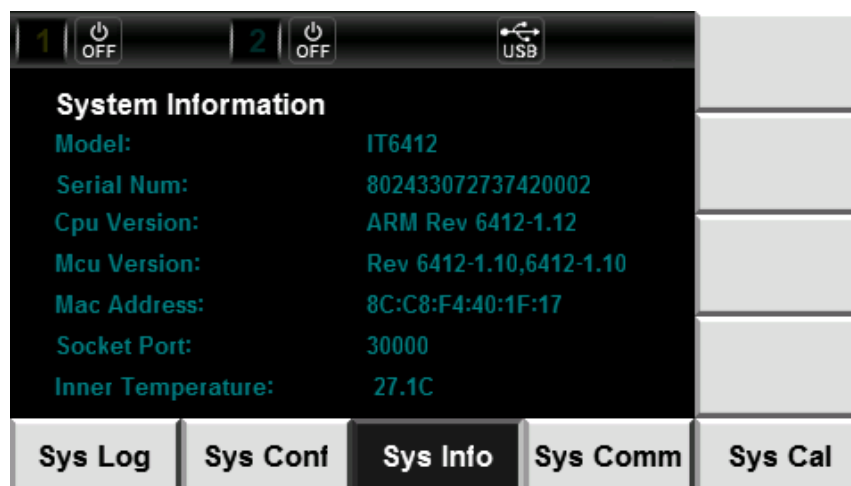 1 OFF 2 OFF USB
System Information
Model: IT6412
Serial Num: 802433072737420002
Cpu Version: ARM Rev 6412-1.12
Mcu Version: Rev 6412-1.10,6412-1.10
Mac Address: 8C:C8:F4:40:1F:17
Socket Port: 30000
Inner Temperature: 27.1C
Sys Log Sys Conf Sys Info Sys Comm Sys Cal